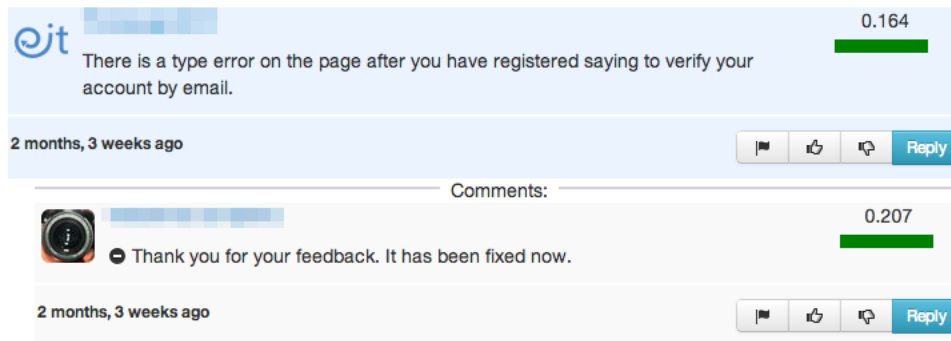 ejt
0.164
There is a type error on the page after you have registered saying to verify your
account by email.
2 months, 3 weeks ago
Reply
Comments:
0.207
Thank you for your feedback. It has been fixed now.
2 months, 3 weeks ago
Reply